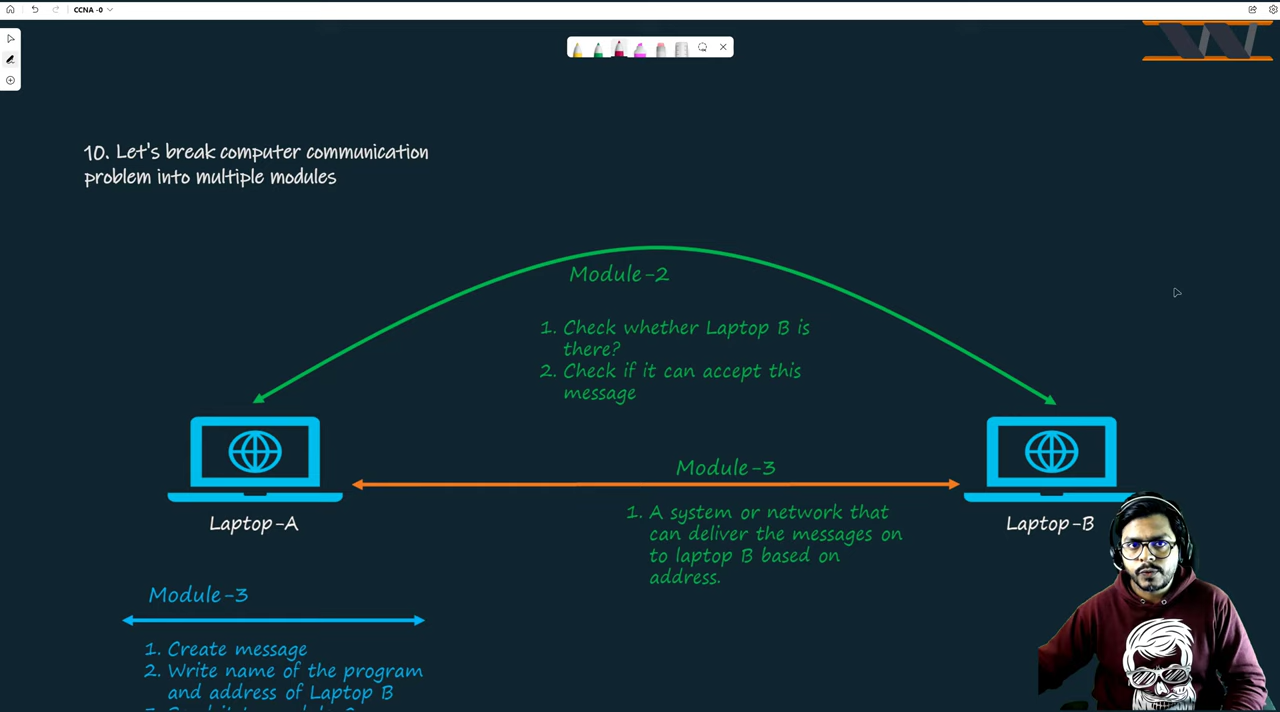 CCNA -0
10. Let's break computer communication
problem into multiple modules
Module-2
1. Check whether Laptop B is
there?
2. Check if it can accept this
message
Module-3
1. A system or network that
can deliver the messages on
to laptop B based on
address.
Laptop-A
Laptop-B
Module-3
1. Create message
2. Write name of the program
and address of Laptop B